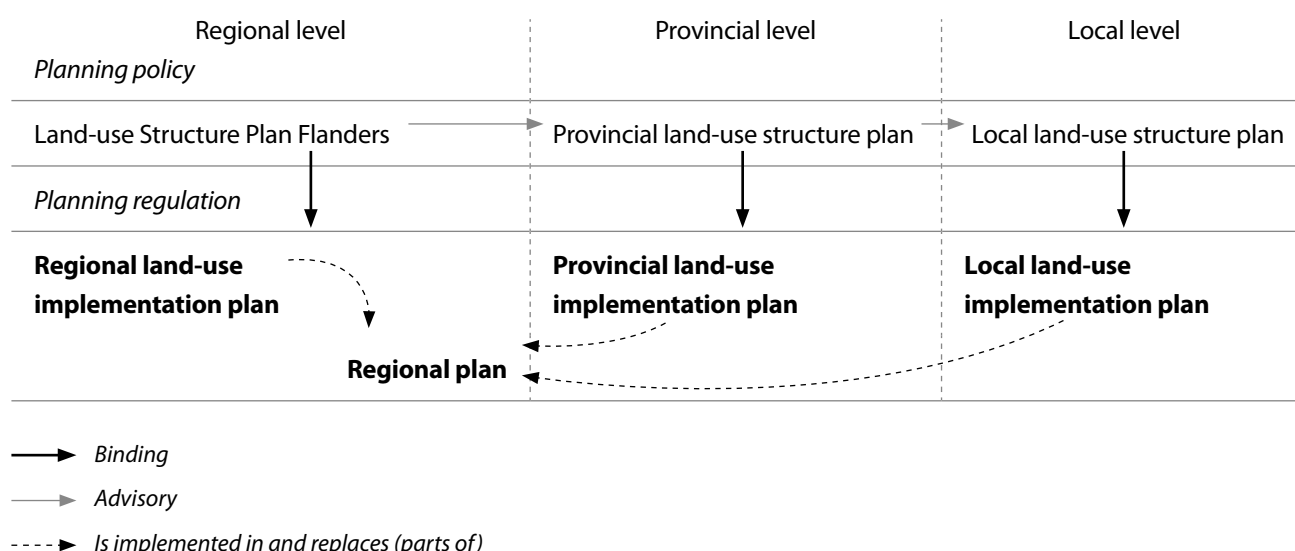 Regional level
Provincial level
Local level
Planning policy
Land-use Structure Plan Flanders
Provincial land-use structure plan
Local land-use structure plan
Planning regulation
Regional land-use
implementation plan
Provincial land-use
implementation plan
Local land-use
implementation plan
Regional plan
Binding
Advisory
Is implemented in and replaces (parts of)